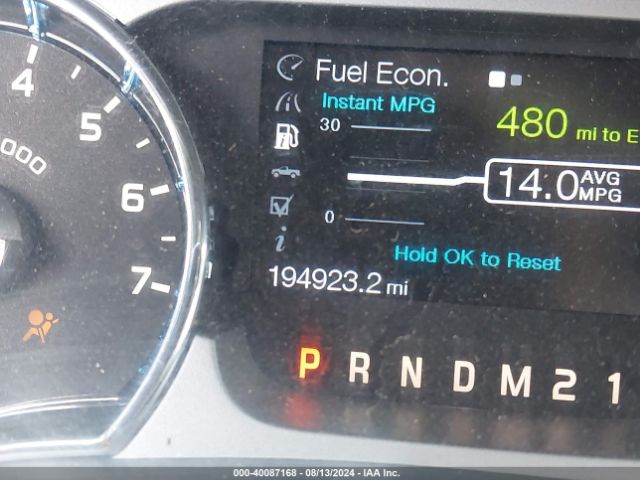 4
5
6
7
000
Fuel Econ.
Instant MPG
30
0
480 mi to E
14.0 AVG MPG
Hold OK to Reset
194923.2 mi
P R N D M 2 1
000-40087168 - 08/13/2024 - IAA Inc.